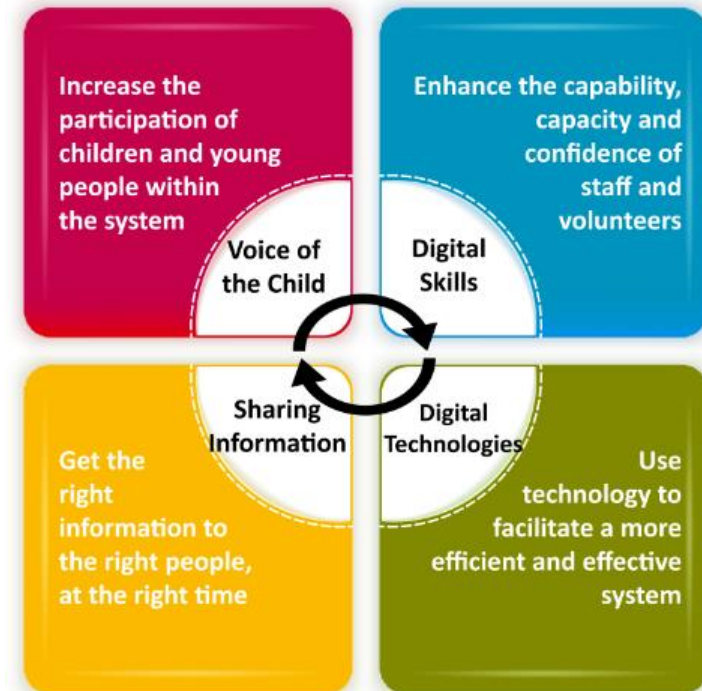 Increase the
participation of
children and young
people within
the system
Voice of
the Child
Enhance the capability,
capacity and
confidence of
staff and
volunteers
Digital
Skills
Sharing
Information
Get the
right
information to
the right people,
at the right time
Digital
Technologies
Use
technology to
facilitate a more
efficient and effective
system